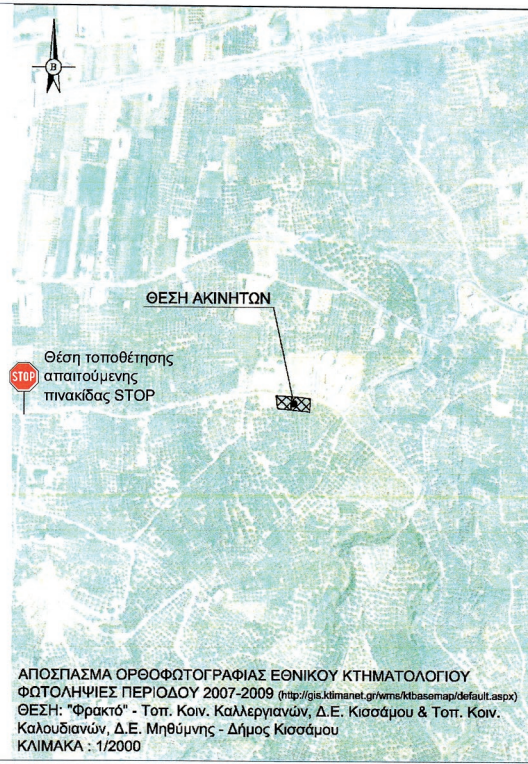 Β
ΘΕΣΗ ΑΚΙΝΗΤΩΝ
STOP
Θέση τοποθέτησης
απαιτούμενης
πινακίδας STOP
ΑΠΟΣΠΑΣΜΑ ΟΡΘΟΦΩΤΟΓΡΑΦΙΑΣ ΕΘΝΙΚΟΥ ΚΤΗΜΑΤΟΛΟΓΙΟΥ
ΦΩΤΟΛΗΨΙΕΣ ΠΕΡΙΟΔΟΥ 2007-2009 (http://gis.ktimanet.gr/wms/ktbasemap/default.aspx)
ΘΕΣΗ: "Φρακτό" - Τοπ. Κοιν. Καλλεργιανών, Δ.Ε. Κισσάμου & Τοπ. Κοιν.
Καλουδιανών, Δ.Ε. Μηθύμνης - Δήμος Κισσάμου
ΚΛΙΜΑΚΑ : 1/2000